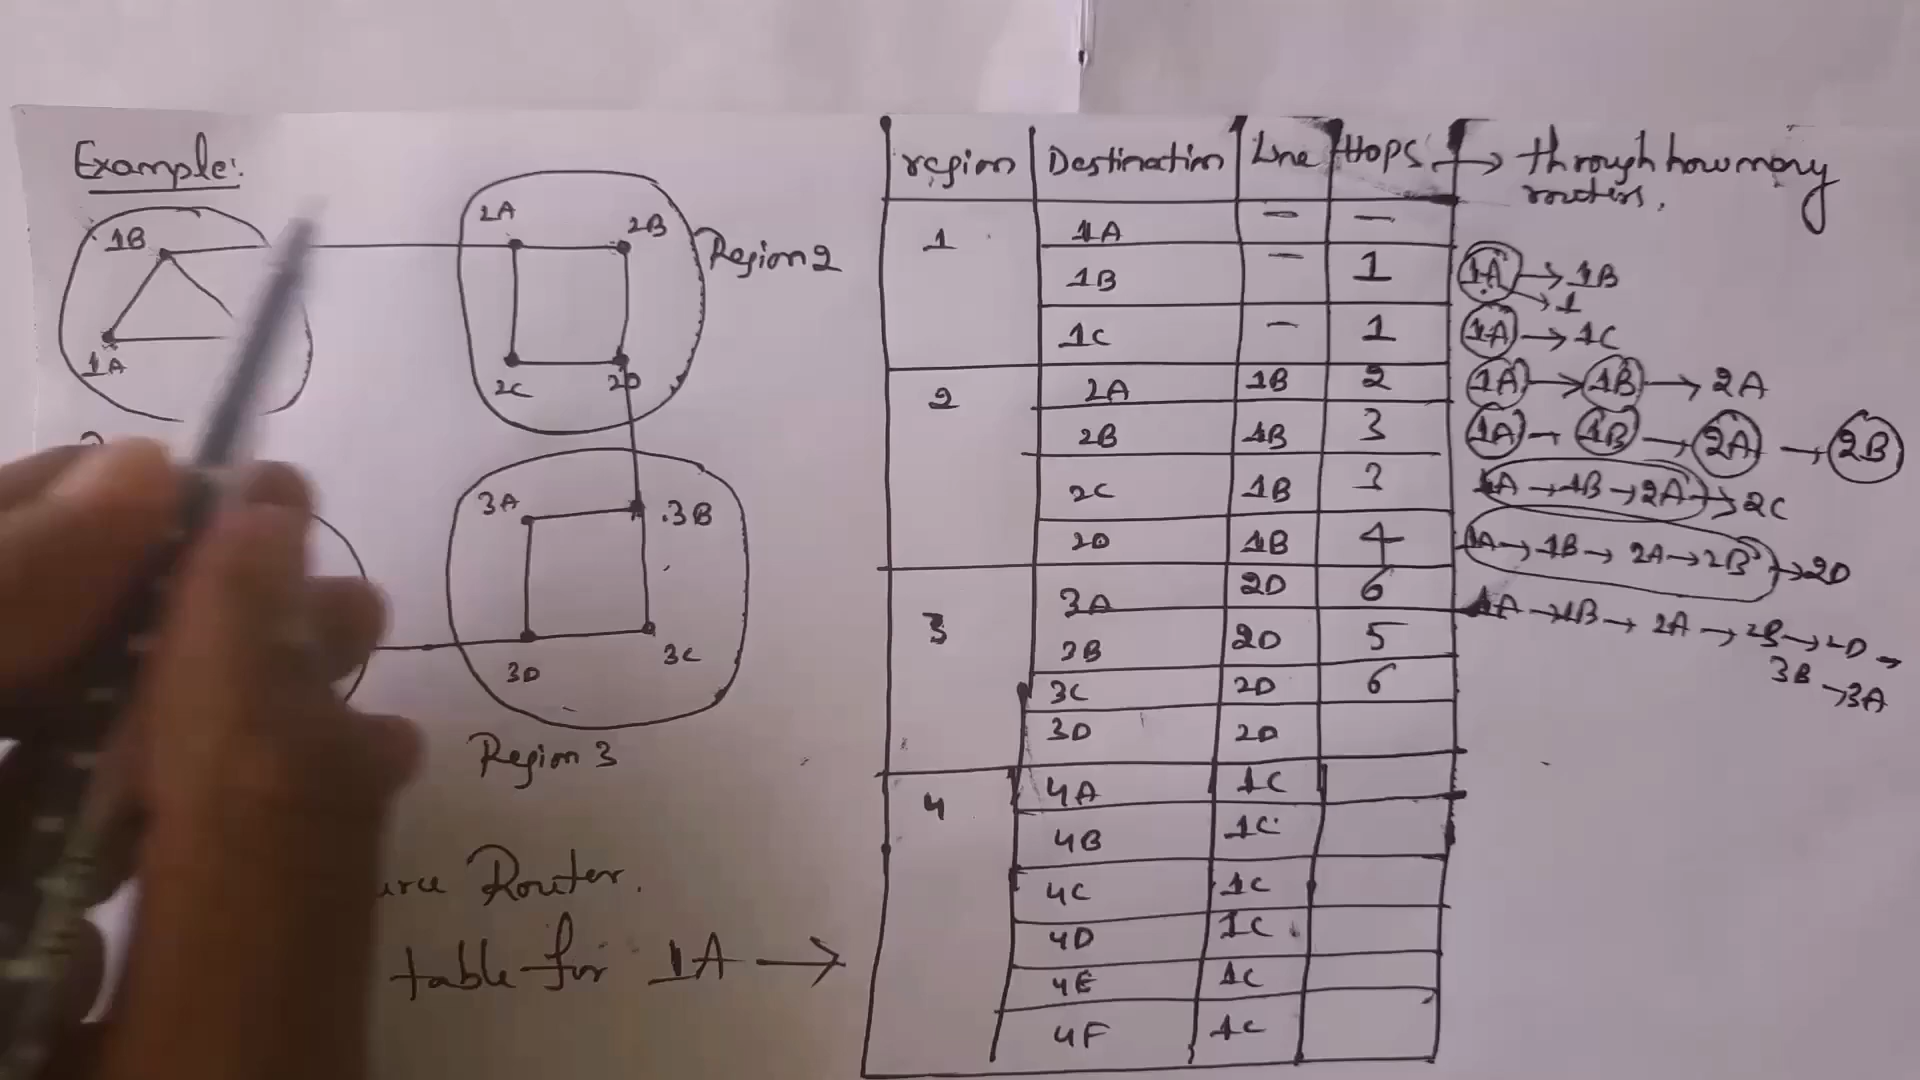 Example:
1B
1A
2A
2B
2C
2D
Region 2
3A
3B
3D
3C
Region 3
Router.
table for 1A →
region Destination Line Hops → through how many
routers.
1 1A — —
1B — 1 1A → 1B
→ 1
1C — 1 1A → 1C
2 2A 1B 2 1A → 1B → 2A
2B 1B 3 1A → 1B → 2A → 2B
2C 1B 3 1A → 1B → 2A → 2C
2D 1B 4 1A → 1B → 2A → 2B → 2D
3 3A 2D 6 1A → 1B → 2A → 2B → 2D →
3B → 3A
3B 2D 5
3C 2D 6
3D 2D
4 4A 1C
4B 1C
4C 1C
4D 1C
4E 1C
4F 1C